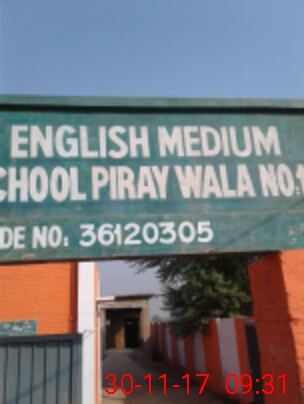 ENGLISH MEDIUM
CHOOL PIRAY WALA NO:1
DE NO: 36120305
30-11-17 09:31